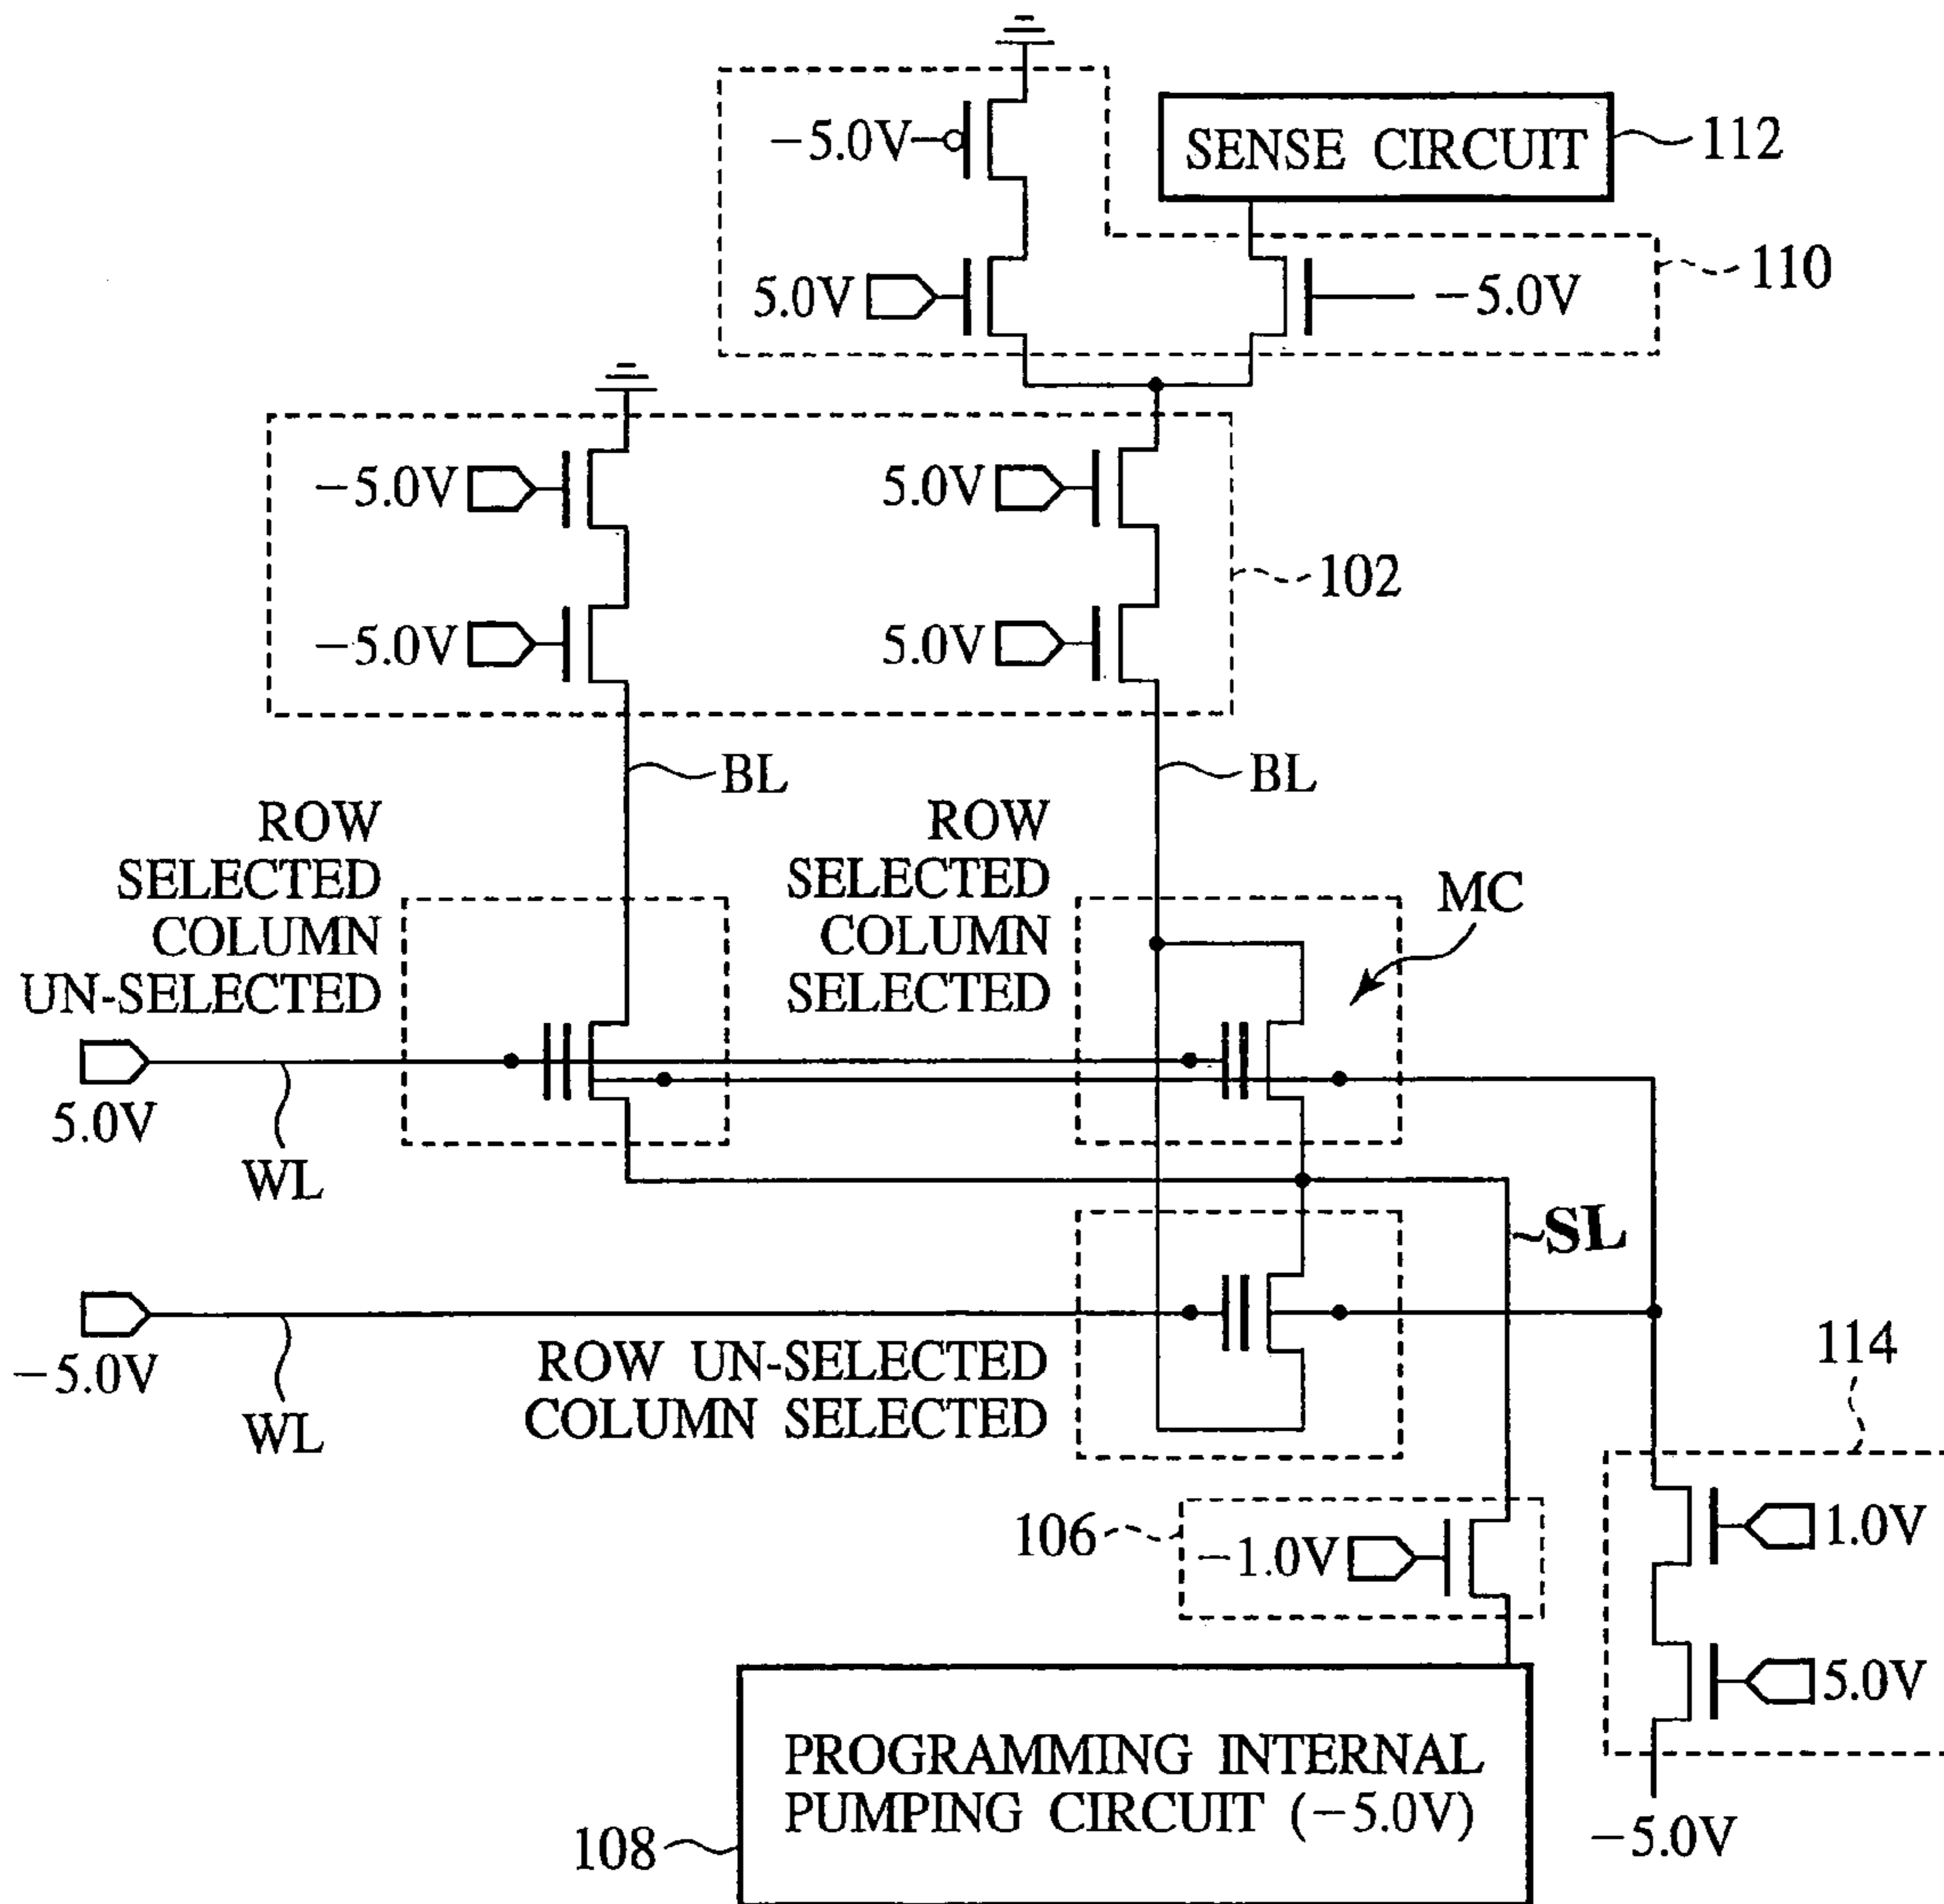 −5.0V
SENSE CIRCUIT
112
5.0V
−5.0V
110
−5.0V
5.0V
−5.0V
5.0V
102
BL
BL
ROW
SELECTED
COLUMN
UN-SELECTED
ROW
SELECTED
COLUMN
SELECTED
MC
5.0V
WL
SL
−5.0V
WL
ROW UN-SELECTED
COLUMN SELECTED
114
106
−1.0V
1.0V
5.0V
PROGRAMMING INTERNAL
PUMPING CIRCUIT (−5.0V)
108
−5.0V